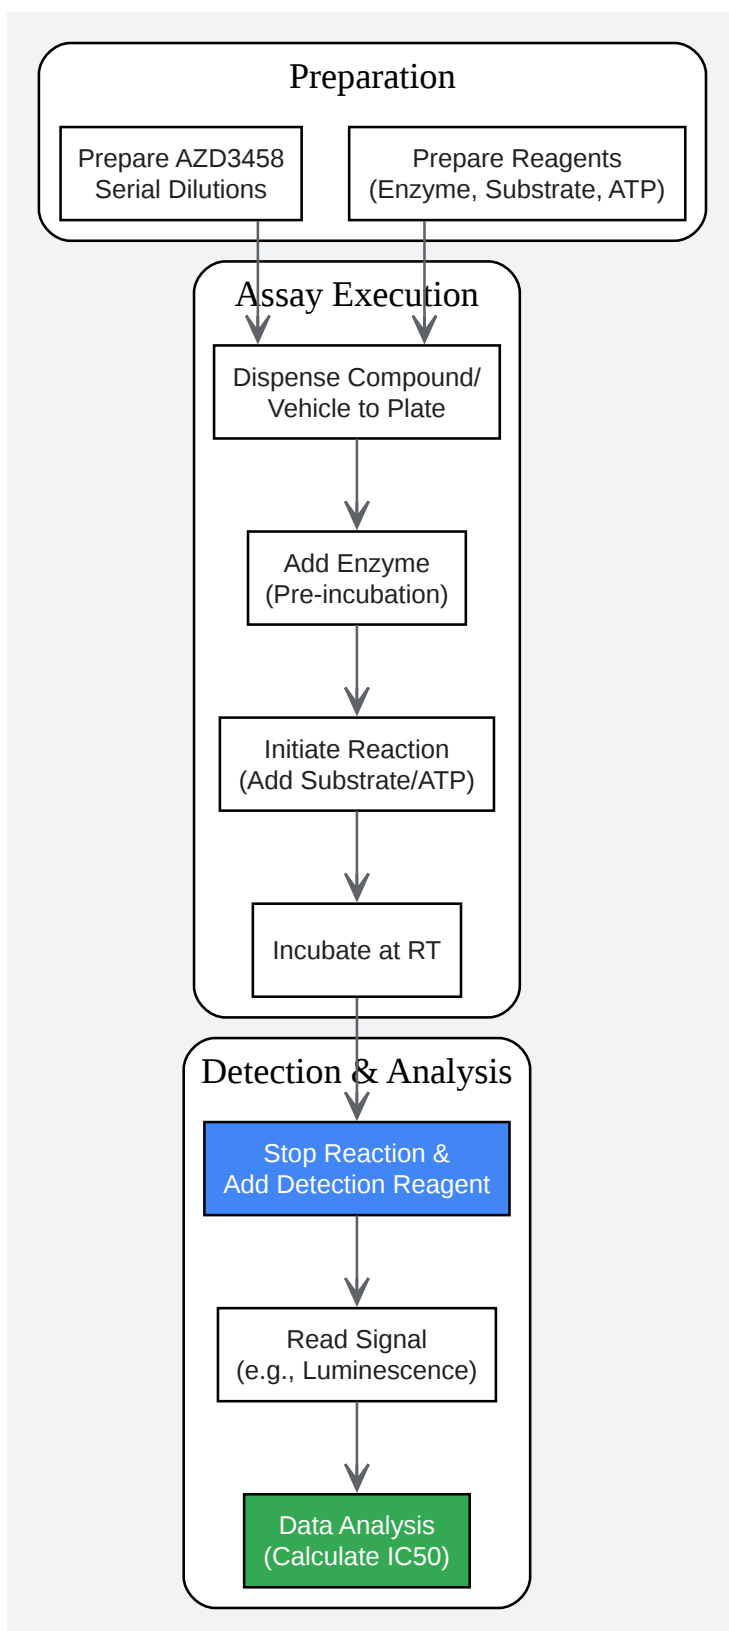 Preparation
Prepare AZD3458
Serial Dilutions
Prepare Reagents
(Enzyme, Substrate, ATP)
Assay Execution
Dispense Compound/
Vehicle to Plate
Add Enzyme
(Pre-incubation)
Initiate Reaction
(Add Substrate/ATP)
Incubate at RT
Detection & Analysis
Stop Reaction &
Add Detection Reagent
Read Signal
(e.g., Luminescence)
Data Analysis
(Calculate IC50)